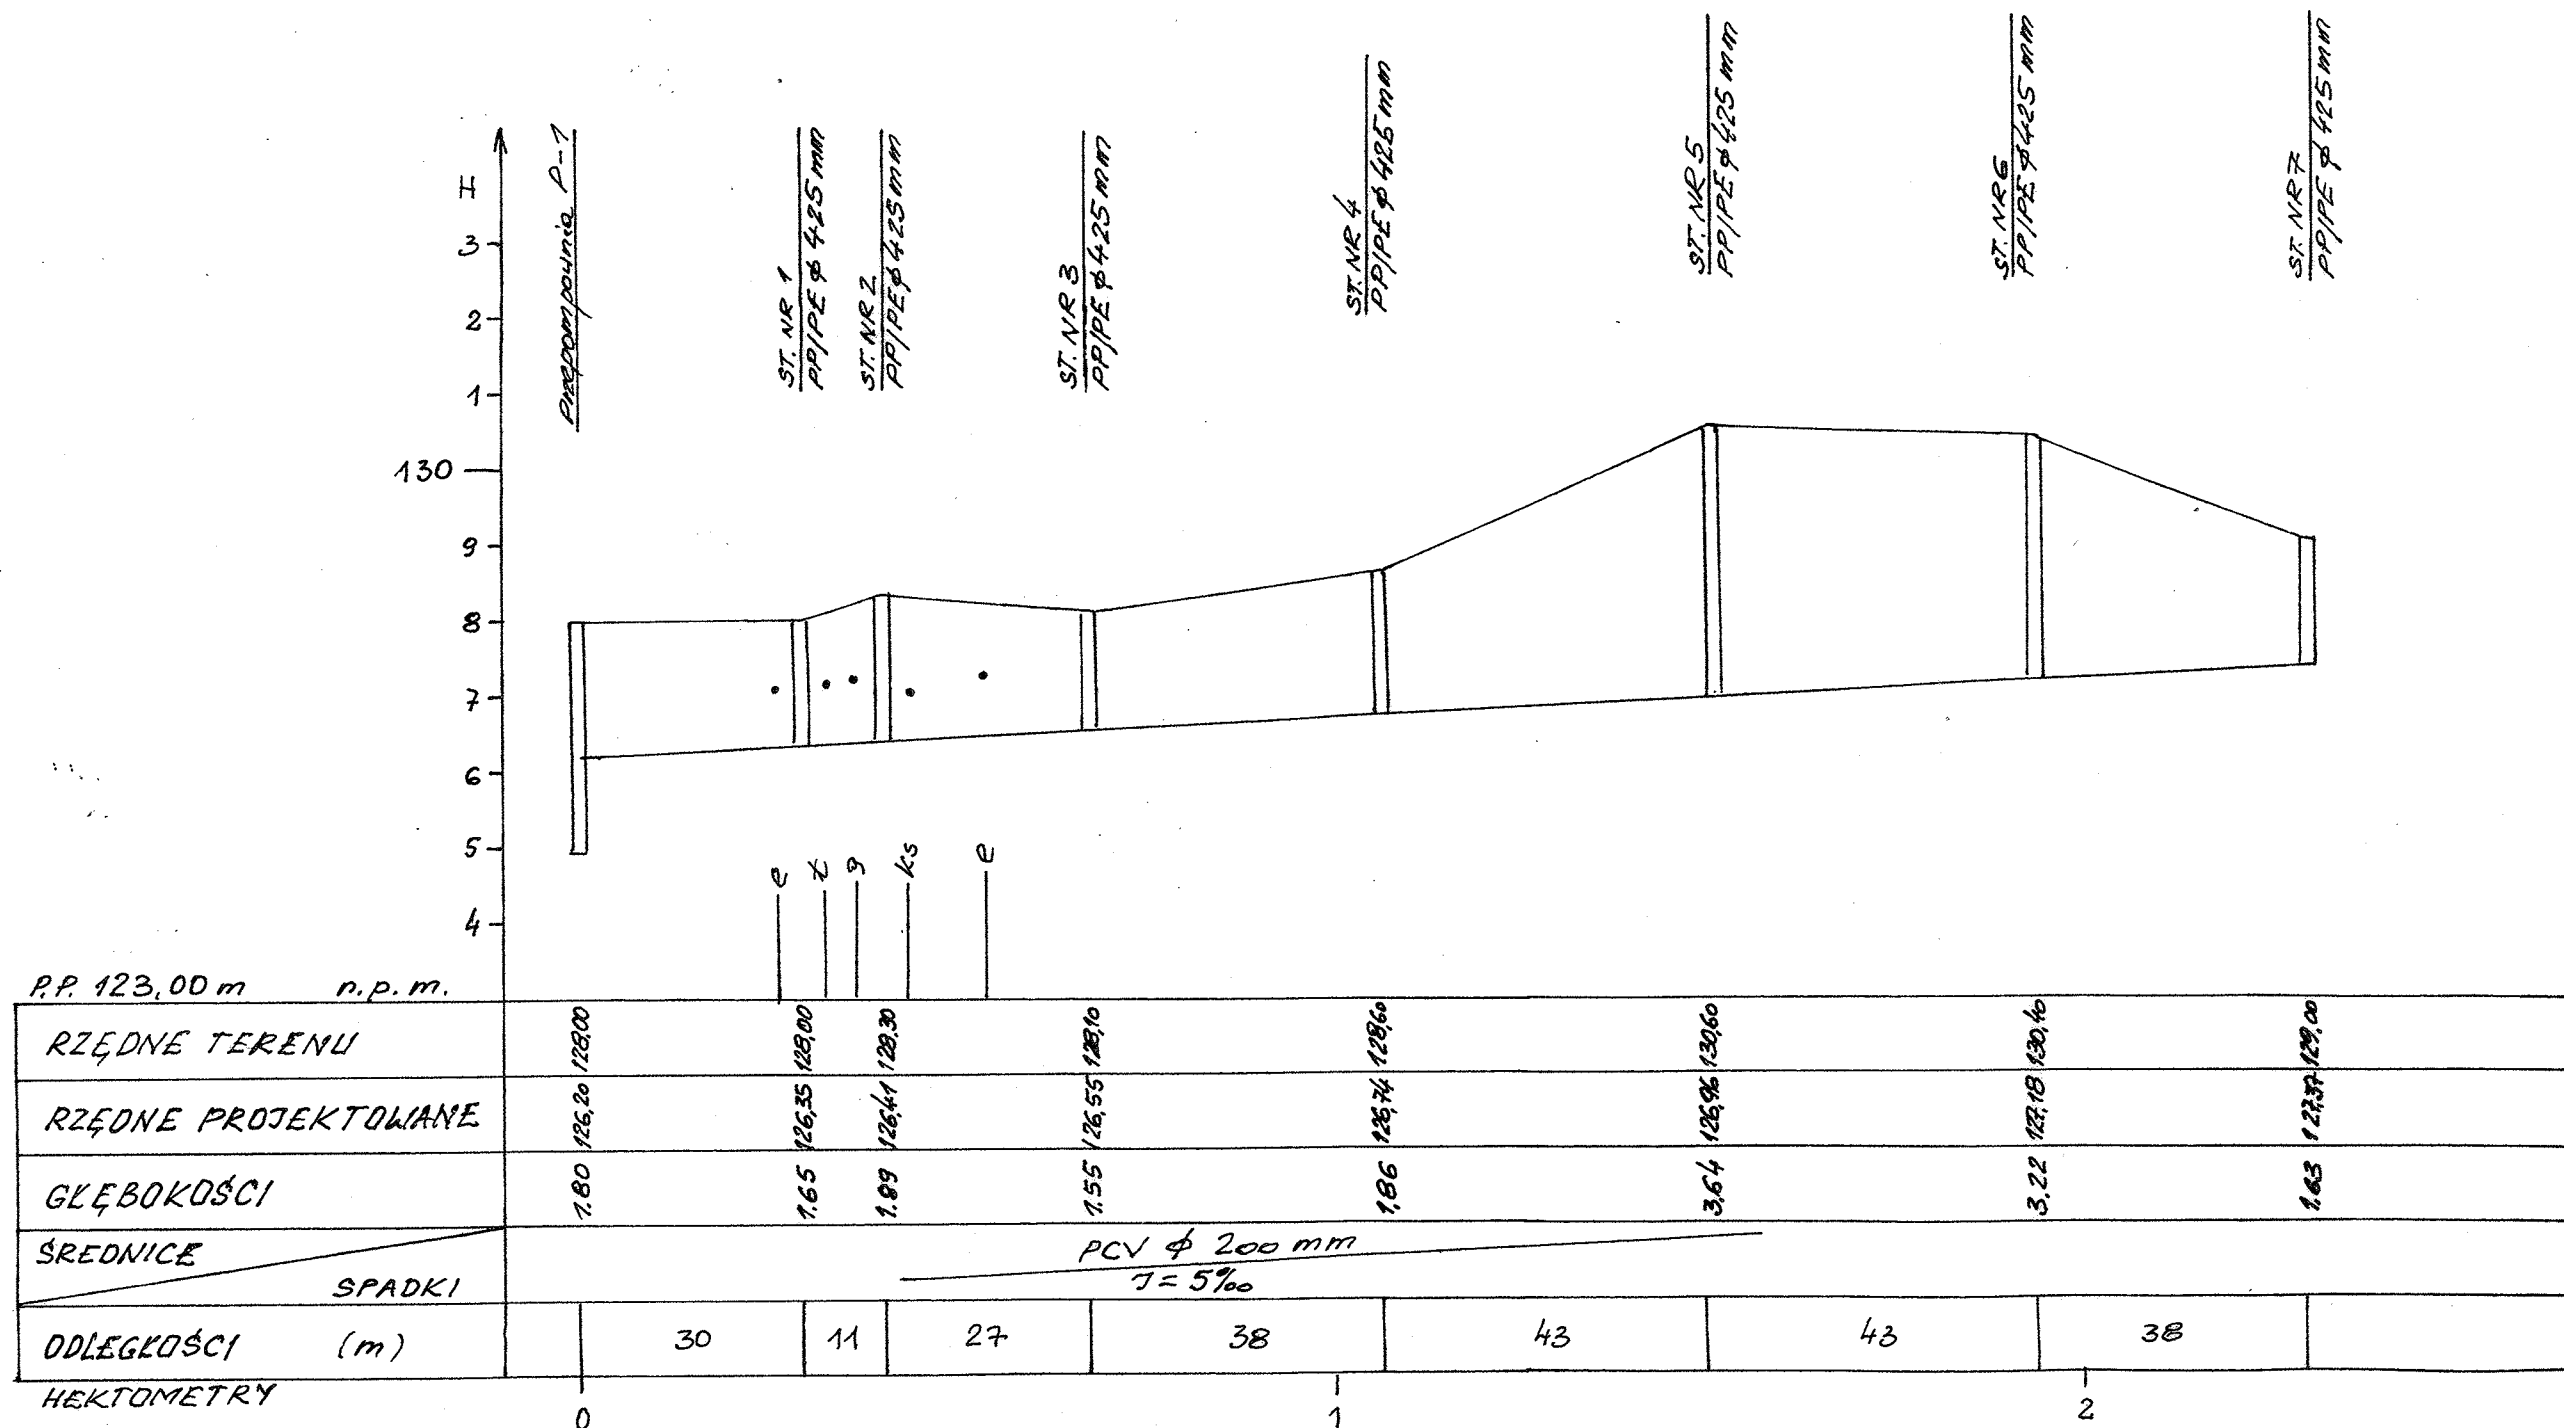 Przepompownia P-1
ST. NR 1
PP/PE ϕ 425 mm
ST. NR 2
PP/PE ϕ 425 mm
ST. NR 3
PP/PE ϕ 425 mm
ST. NR 4
PP/PE ϕ 425 mm
ST. NR 5
PP/PE ϕ 425 mm
ST. NR 6
PP/PE ϕ 425 mm
ST. NR 7
PP/PE ϕ 425 mm
H
3
2
1
130
9
8
7
6
5
4
e t g ks e
P.P. 123,00 m n.p.m.
RZĘDNE TERENU 128,00 128,00 128,30 128,10 128,60 130,60 130,40 129,00
RZĘDNE PROJEKTOWANE 126,20 126,35 126,41 126,55 126,74 126,96 127,18 127,37
GŁĘBOKOŚCI 1.80 1.65 1.89 1.55 1,86 3,64 3,22 1.63
ŚREDNICE PCV ϕ 200 mm
SPADKI J = 5‰
ODLEGŁOŚCI (m) 30 11 27 38 43 43 38
HEKTOMETRY 0 1 2